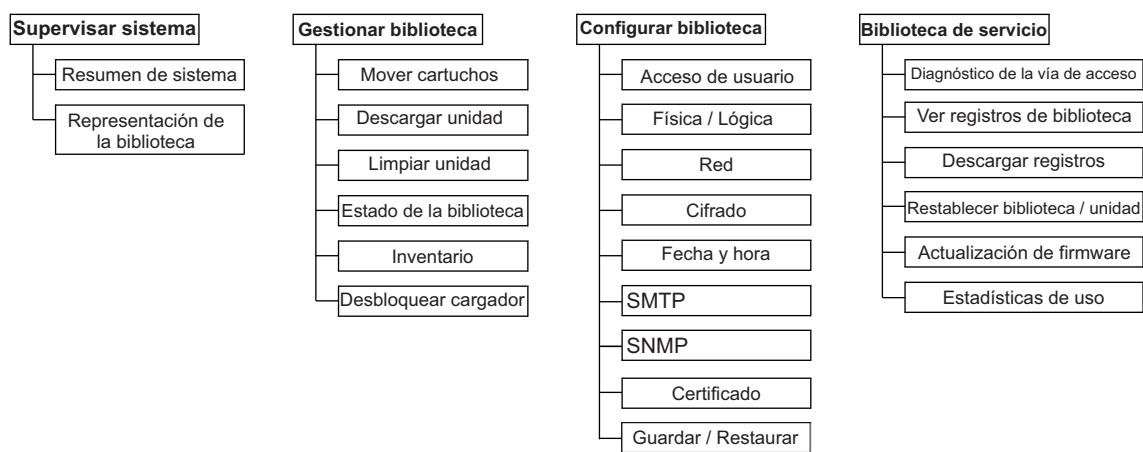 Supervisar sistema
Resumen de sistema
Representación de
la biblioteca
Gestionar biblioteca
Mover cartuchos
Descargar unidad
Limpiar unidad
Estado de la biblioteca
Inventario
Desbloquear cargador
Configurar biblioteca
Acceso de usuario
Física / Lógica
Red
Cifrado
Fecha y hora
SMTP
SNMP
Certificado
Guardar / Restaurar
Biblioteca de servicio
Diagnóstico de la vía de acceso
Ver registros de biblioteca
Descargar registros
Restablecer biblioteca / unidad
Actualización de firmware
Estadísticas de uso